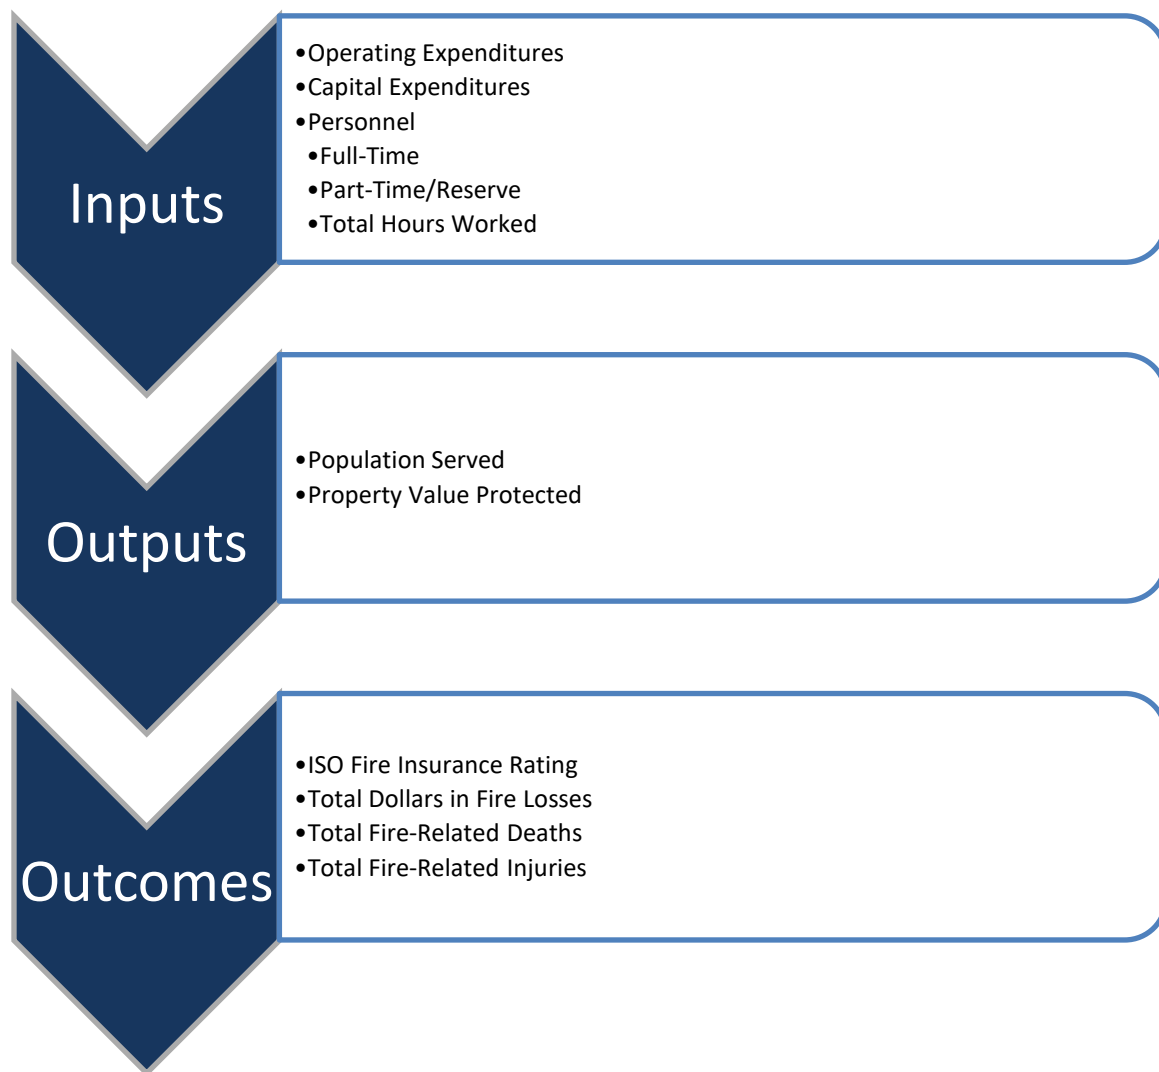 Inputs
•Operating Expenditures
•Capital Expenditures
•Personnel
•Full-Time
•Part-Time/Reserve
•Total Hours Worked
Outputs
•Population Served
•Property Value Protected
Outcomes
•ISO Fire Insurance Rating
•Total Dollars in Fire Losses
•Total Fire-Related Deaths
•Total Fire-Related Injuries